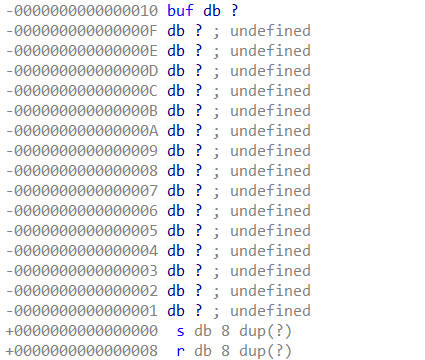 -0000000000000010 buf db ?
-000000000000000F db ? ; undefined
-000000000000000E db ? ; undefined
-000000000000000D db ? ; undefined
-000000000000000C db ? ; undefined
-000000000000000B db ? ; undefined
-000000000000000A db ? ; undefined
-0000000000000009 db ? ; undefined
-0000000000000008 db ? ; undefined
-0000000000000007 db ? ; undefined
-0000000000000006 db ? ; undefined
-0000000000000005 db ? ; undefined
-0000000000000004 db ? ; undefined
-0000000000000003 db ? ; undefined
-0000000000000002 db ? ; undefined
-0000000000000001 db ? ; undefined
+0000000000000000  s db 8 dup(?)
+0000000000000008  r db 8 dup(?)